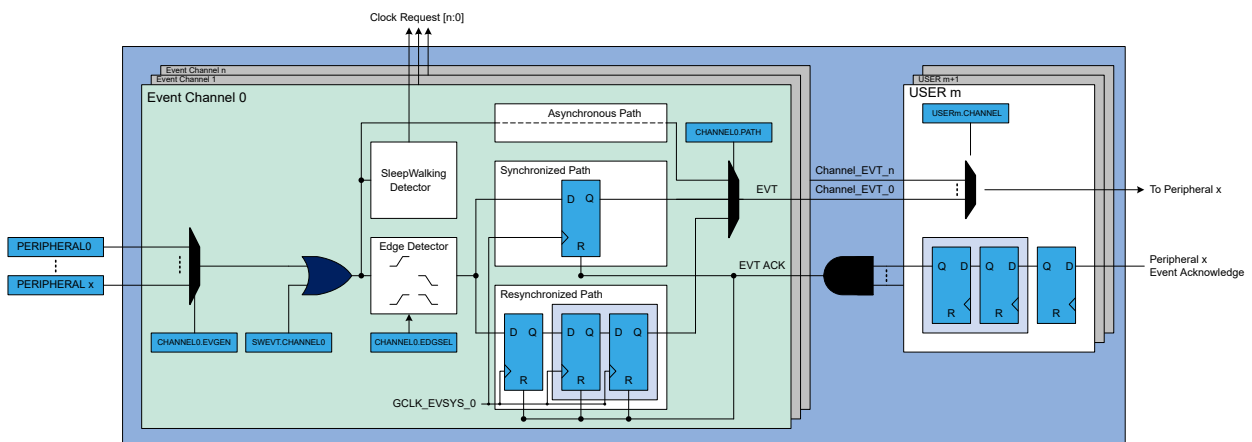 Clock Request [n:0]
Event Channel n
Event Channel 1
Event Channel 0
USER m+1
USER m
Asynchronous Path
CHANNEL0.PATH
USERm.CHANNEL
SleepWalking
Detector
Synchronized Path
D Q
R
EVT
Channel_EVT_n
Channel_EVT_0
To Peripheral x
PERIPHERAL0
PERIPHERAL x
Edge Detector
EVT ACK
Q D
R
Q D
R
Q D
R
Peripheral x
Event Acknowledge
Resynchronized Path
D Q
R
D Q
R
D Q
R
CHANNEL0.EVGEN
SWEVT.CHANNEL0
CHANNEL0.EDGSEL
GCLK_EVSYS_0